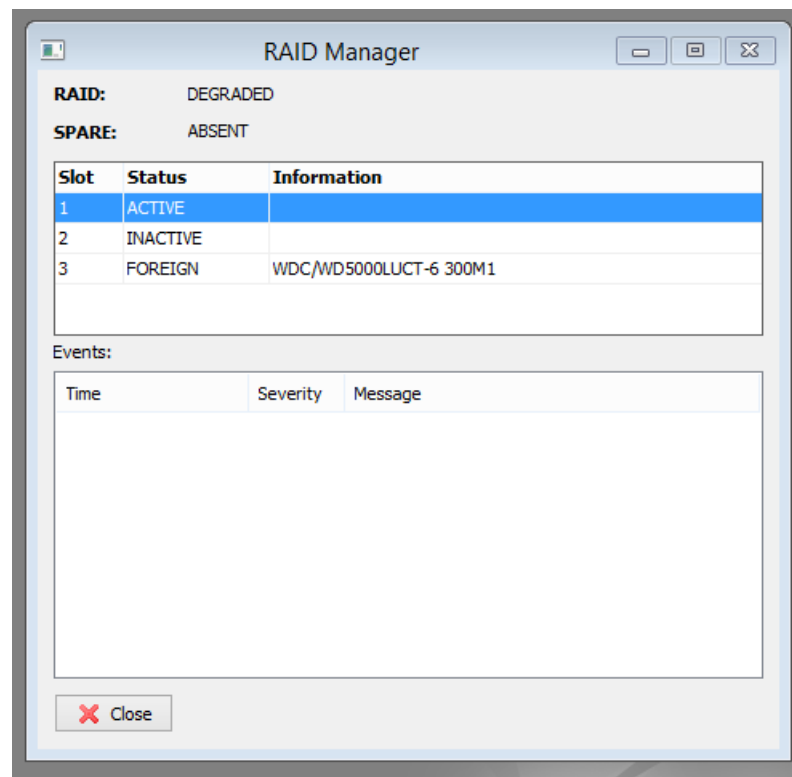 RAID Manager
RAID: DEGRADED
SPARE: ABSENT
Slot Status Information
1 ACTIVE
2 INACTIVE
3 FOREIGN WDC/WD5000LUCT-6 300M1
Events:
Time Severity Message
Close